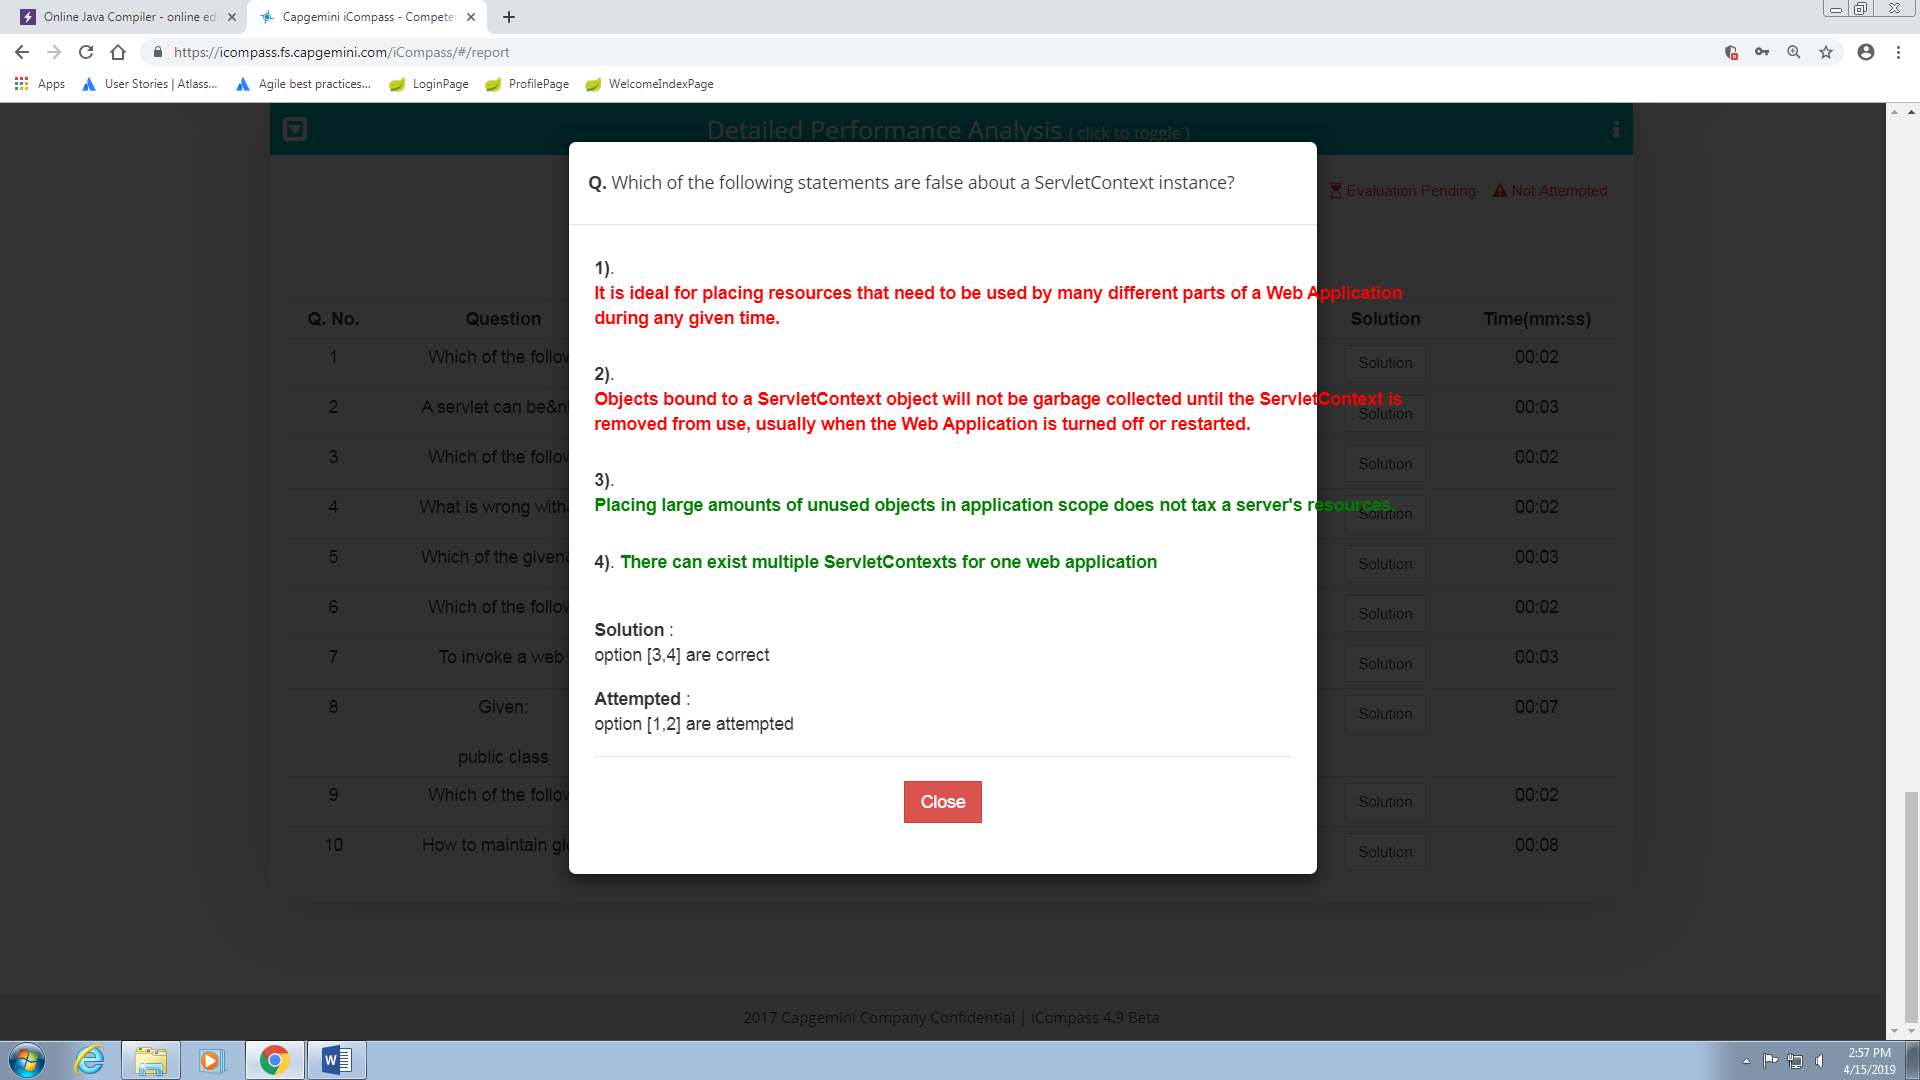 Online Java Compiler - online ed
Capgemini iCompass - Compete
https://icompass.fs.capgemini.com/iCompass/#/report
Apps
User Stories | Atlass...
Agile best practices...
LoginPage
ProfilePage
WelcomeIndexPage
Detailed Performance Analysis ( click to toggle )
Q. Which of the following statements are false about a ServletContext instance?
Evaluation Pending
Not Attempted
1).
It is ideal for placing resources that need to be used by many different parts of a Web Application
during any given time.
2).
Objects bound to a ServletContext object will not be garbage collected until the ServletContext is
removed from use, usually when the Web Application is turned off or restarted.
3).
Placing large amounts of unused objects in application scope does not tax a server's resources.
4). There can exist multiple ServletContexts for one web application
Solution :
option [3,4] are correct
Attempted :
option [1,2] are attempted
Close
Q. No. Question Solution Time(mm:ss)
1 Which of the follov Solution 00:02
2 A servlet can be&n Solution 00:03
3 Which of the follov Solution 00:02
4 What is wrong with Solution 00:02
5 Which of the given Solution 00:03
6 Which of the follov Solution 00:02
7 To invoke a web Solution 00:03
8 Given: Solution 00:07
public class
9 Which of the follov Solution 00:02
10 How to maintain gl Solution 00:08
2017 Capgemini Company Confidential | iCompass 4.9 Beta
2:57 PM
4/15/2019